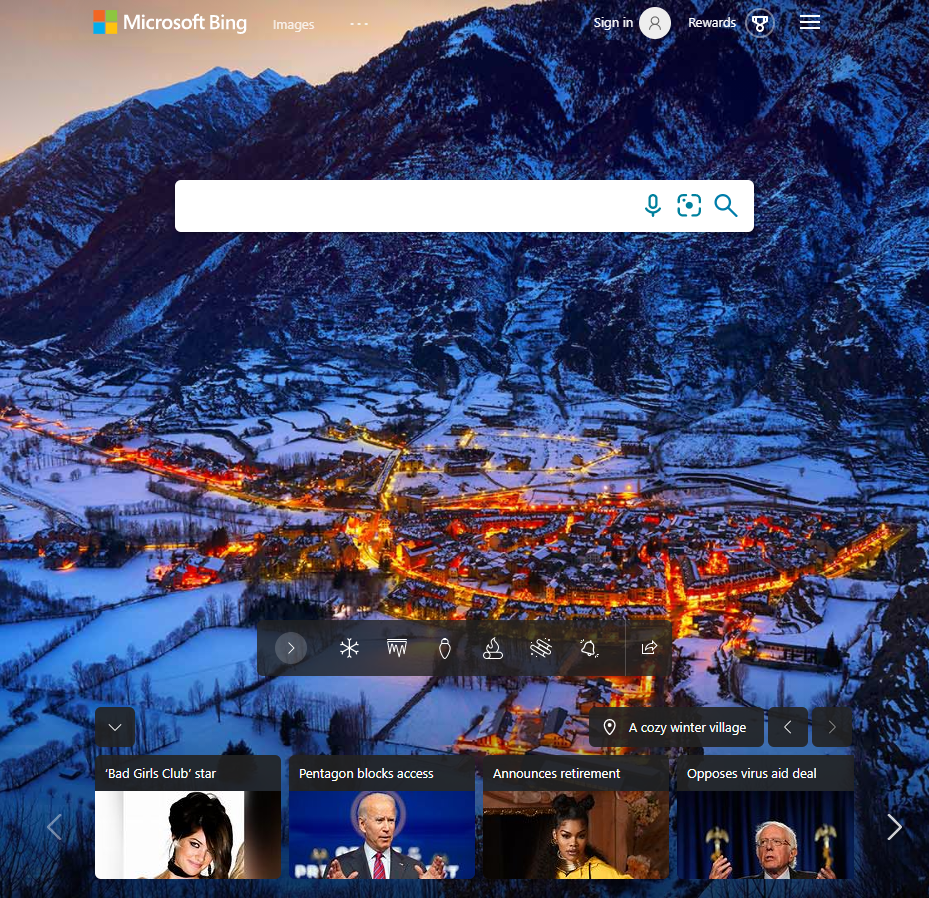 Microsoft Bing
Images
Sign in
Rewards
A cozy winter village
‘Bad Girls Club’ star
Pentagon blocks access
Announces retirement
Opposes virus aid deal